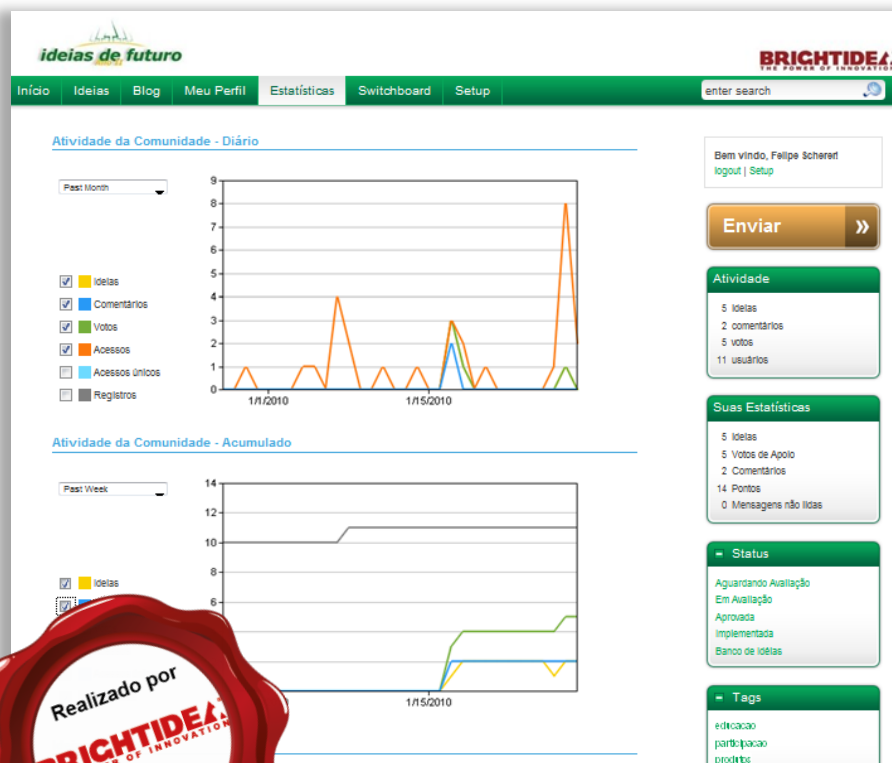 ideias de futuro
BRIGHTIDEA
THE POWER OF INNOVATION
Início Ideias Blog Meu Perfil Estatísticas Switchboard Setup
enter search
Atividade da Comunidade - Diário
Past Month
Ideias
Comentários
Votos
Acessos
Acessos únicos
Registros
9
8
7
6
5
4
3
2
1
0
1/1/2010 1/15/2010
Atividade da Comunidade - Acumulado
Past Week
Ideias
14
12
10
8
6
1/15/2010
Realizado por
BRIGHTIDEA
OF INNOVATION
Bem vindo, Felipe Scherer!
logout | Setup
Enviar »
Atividade
5 Ideias
2 comentários
5 votos
11 usuários
Suas Estatísticas
5 Ideias
5 Votos de Apoio
2 Comentários
14 Pontos
0 Mensagens não lidas
Status
Aguardando Avaliação
Em Avaliação
Aprovada
Implementada
Banco de Idéias
Tags
educacao
participacao
produtos